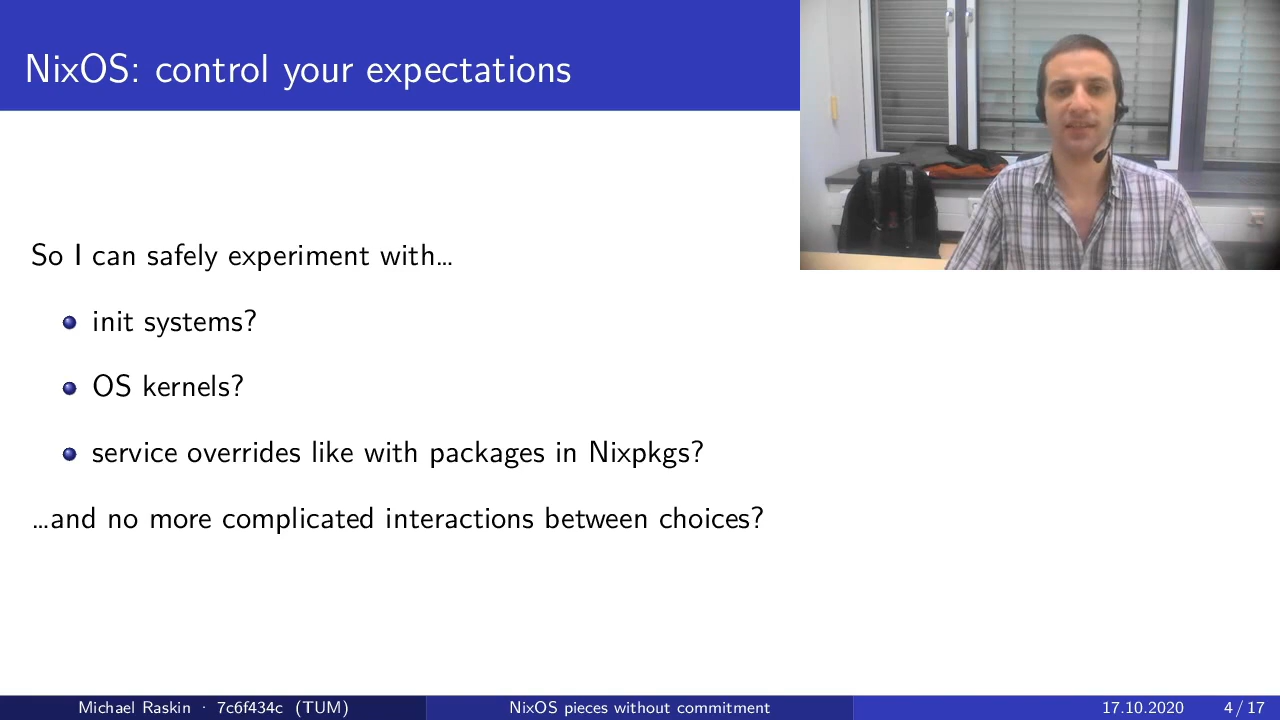 NixOS: control your expectations
So I can safely experiment with…
init systems?
OS kernels?
service overrides like with packages in Nixpkgs?
…and no more complicated interactions between choices?
Michael Raskin · 7c6f434c (TUM)
NixOS pieces without commitment
17.10.2020
4 / 17